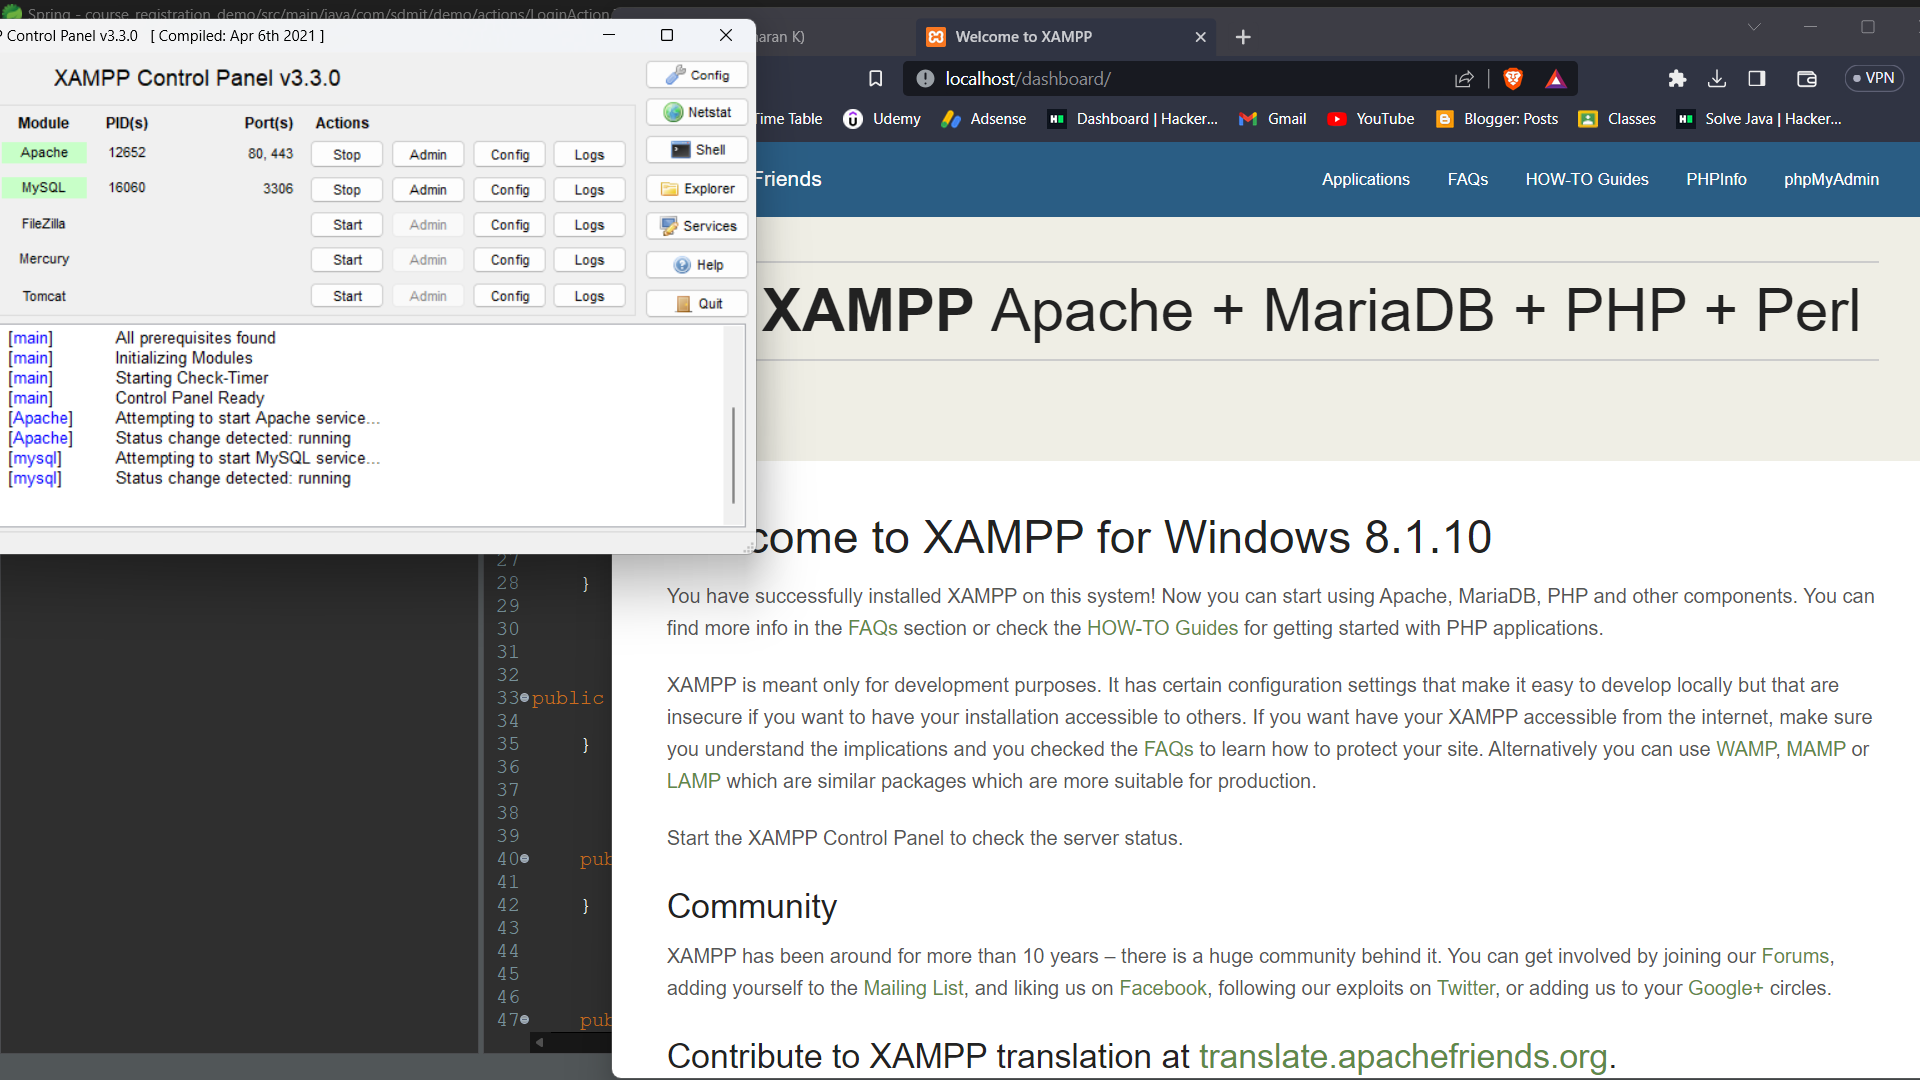 Spring - course_registration_demo/src/main/java/com/sdmit/demo/actions/LoginAction
Control Panel v3.3.0 [ Compiled: Apr 6th 2021 ]
XAMPP Control Panel v3.3.0
Config
Module PID(s) Port(s) Actions
Netstat
Apache 12652 80, 443 Stop Admin Config Logs
Shell
MySQL 16060 3306 Stop Admin Config Logs
Explorer
FileZilla Start Admin Config Logs
Services
Mercury Start Admin Config Logs
Help
Tomcat Start Admin Config Logs
Quit
[main] All prerequisites found
[main] Initializing Modules
[main] Starting Check-Timer
[main] Control Panel Ready
[Apache] Attempting to start Apache service...
[Apache] Status change detected: running
[mysql] Attempting to start MySQL service...
[mysql] Status change detected: running
27
28 }
29
30
31
32
33 public
34
35 }
36
37
38
39
40 pub
41
42 }
43
44
45
46
47 pub
aran K)
Welcome to XAMPP
localhost/dashboard/
VPN
Time Table Udemy Adsense Dashboard | Hacker... Gmail YouTube Blogger: Posts Classes Solve Java | Hacker...
Friends Applications FAQs HOW-TO Guides PHPInfo phpMyAdmin
XAMPP Apache + MariaDB + PHP + Perl
come to XAMPP for Windows 8.1.10
You have successfully installed XAMPP on this system! Now you can start using Apache, MariaDB, PHP and other components. You can
find more info in the FAQs section or check the HOW-TO Guides for getting started with PHP applications.
XAMPP is meant only for development purposes. It has certain configuration settings that make it easy to develop locally but that are
insecure if you want to have your installation accessible to others. If you want have your XAMPP accessible from the internet, make sure
you understand the implications and you checked the FAQs to learn how to protect your site. Alternatively you can use WAMP, MAMP or
LAMP which are similar packages which are more suitable for production.
Start the XAMPP Control Panel to check the server status.
Community
XAMPP has been around for more than 10 years – there is a huge community behind it. You can get involved by joining our Forums,
adding yourself to the Mailing List, and liking us on Facebook, following our exploits on Twitter, or adding us to your Google+ circles.
Contribute to XAMPP translation at translate.apachefriends.org.